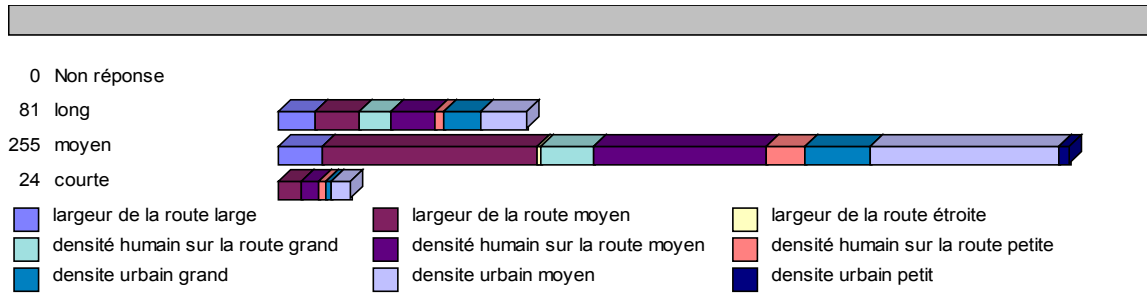 0 Non réponse
81 long
255 moyen
24 courte
largeur de la route large largeur de la route moyen largeur de la route étroite
densité humain sur la route grand densité humain sur la route moyen densité humain sur la route petite
densite urbain grand densite urbain moyen densite urbain petit